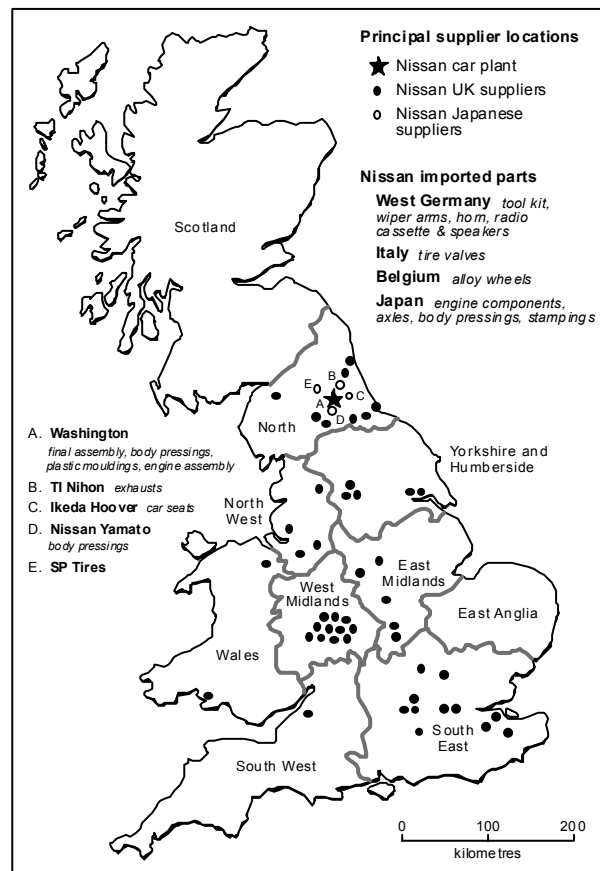 Principal supplier locations
Nissan car plant
Nissan UK suppliers
Nissan Japanese
suppliers
Nissan imported parts
West Germany tool kit,
wiper arms, horn, radio
cassette & speakers
Italy tire valves
Belgium alloy wheels
Japan engine components,
axles, body pressings, stampings
Scotland
B
E
C
A
D
North
A. Washington
final assembly, body pressings,
plastic mouldings, engine assembly
B. TI Nihon exhausts
C. Ikeda Hoover car seats
D. Nissan Yamato
body pressings
E. SP Tires
Yorkshire and
Humberside
North
West
East
Midlands
West
Midlands
East Anglia
Wales
South
East
South West
0 100 200
kilometres